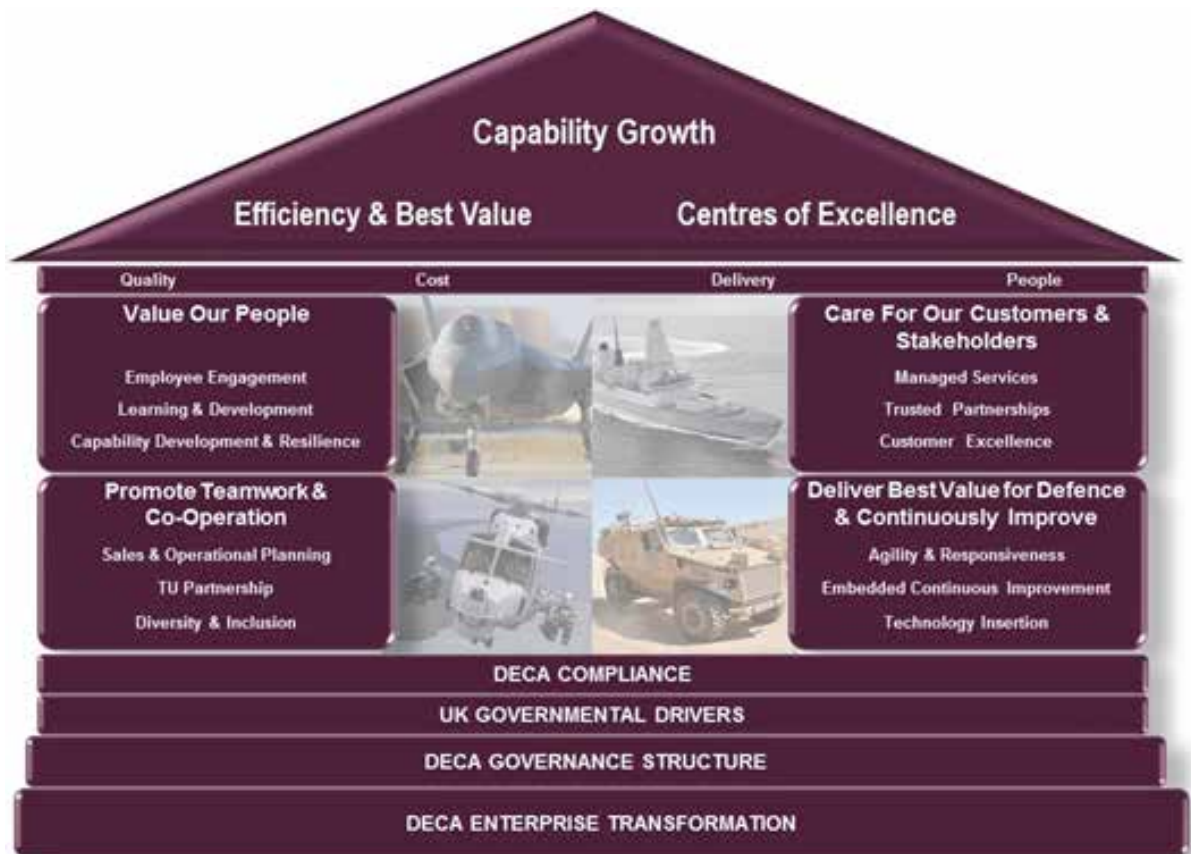 Capability Growth
Efficiency & Best Value
Centres of Excellence
Quality
Cost
Delivery
People
Value Our People
Employee Engagement
Learning & Development
Capability Development & Resilience
Care For Our Customers &
Stakeholders
Managed Services
Trusted Partnerships
Customer Excellence
Promote Teamwork &
Co-Operation
Sales & Operational Planning
TU Partnership
Diversity & Inclusion
Deliver Best Value for Defence
& Continuously Improve
Agility & Responsiveness
Embedded Continuous Improvement
Technology Insertion
DECA COMPLIANCE
UK GOVERNMENTAL DRIVERS
DECA GOVERNANCE STRUCTURE
DECA ENTERPRISE TRANSFORMATION